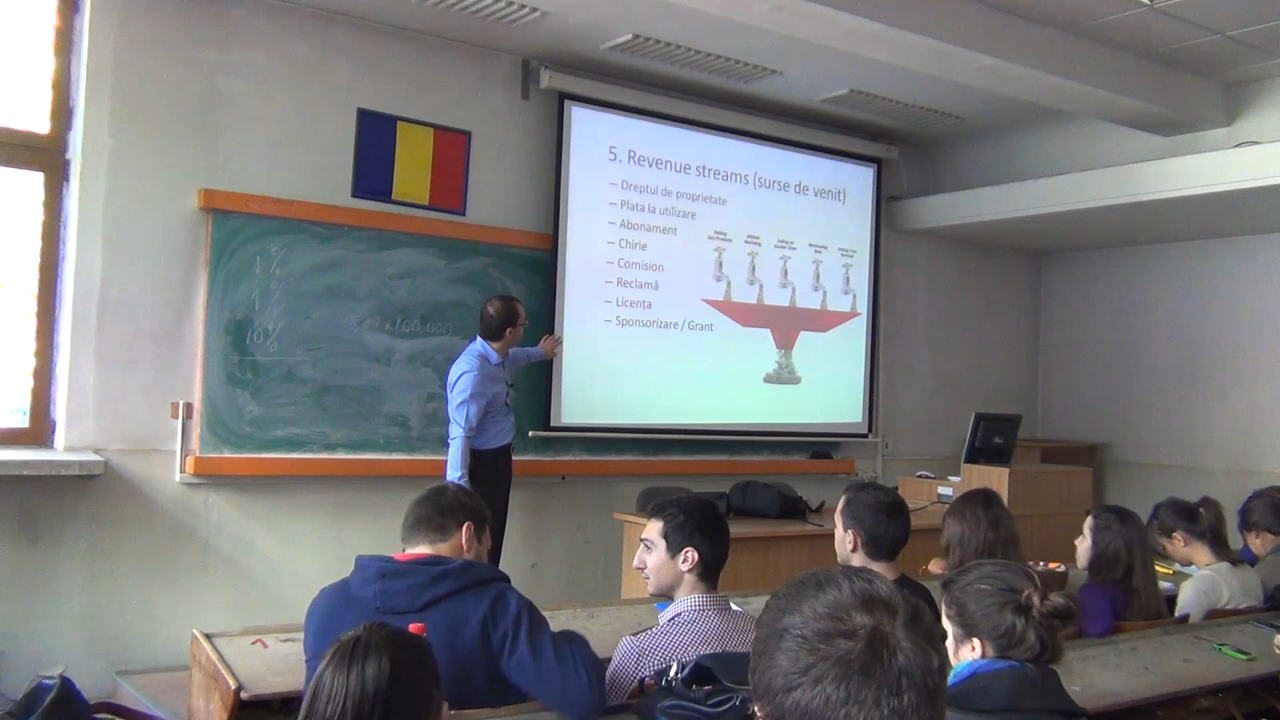 5. Revenue streams (surse de venit)
– Dreptul de proprietate
– Plata la utilizare
– Abonament
– Chirie
– Comision
– Reclamă
– Licența
– Sponsorizare / Grant
10%